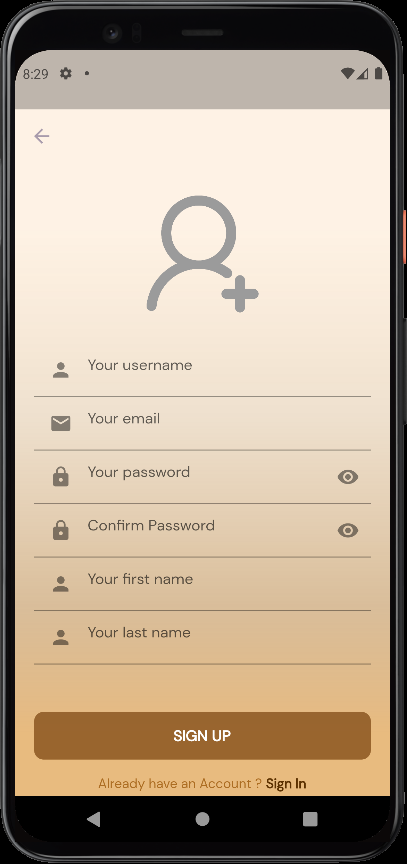 8:29
Your username
Your email
Your password
Confirm Password
Your first name
Your last name
SIGN UP
Already have an Account ? Sign In